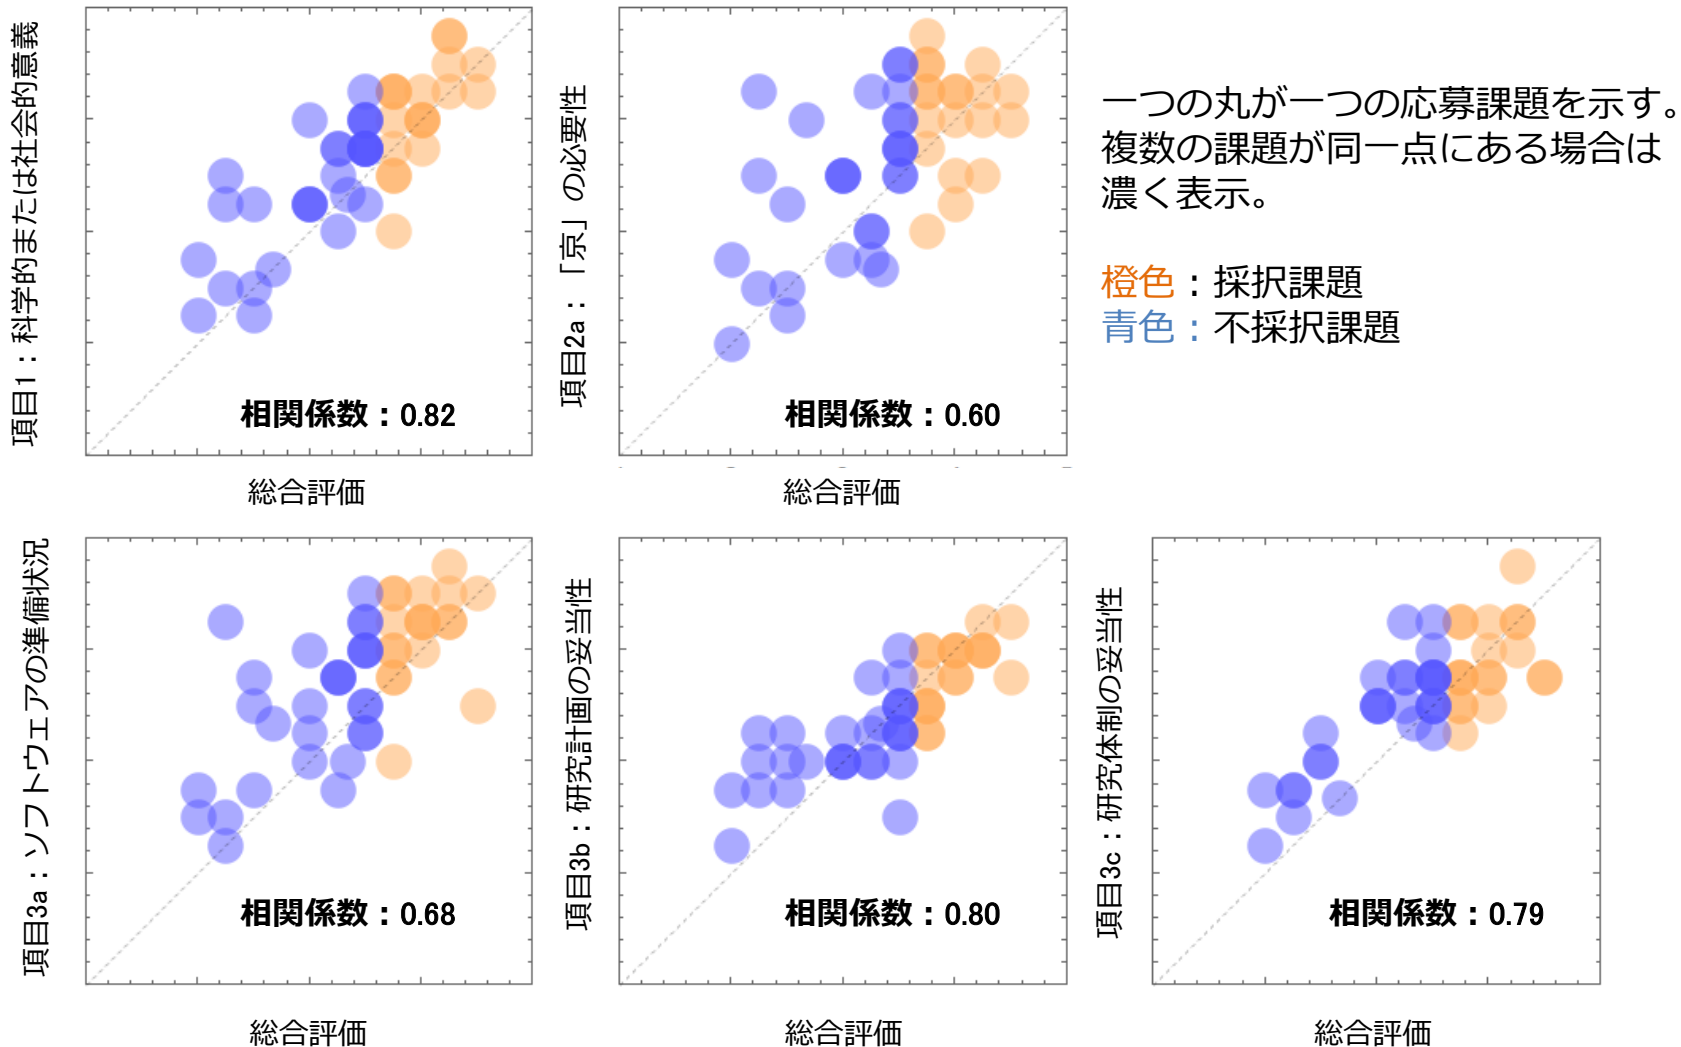 項目1：科学的または社会的意義
相関係数：0.82
総合評価
項目2a：「京」の必要性
相関係数：0.60
総合評価
一つの丸が一つの応募課題を示す。
複数の課題が同一点にある場合は
濃く表示。
橙色：採択課題
青色：不採択課題
項目3a：ソフトウェアの準備状況
相関係数：0.68
総合評価
項目3b：研究計画の妥当性
相関係数：0.80
総合評価
項目3c：研究体制の妥当性
相関係数：0.79
総合評価